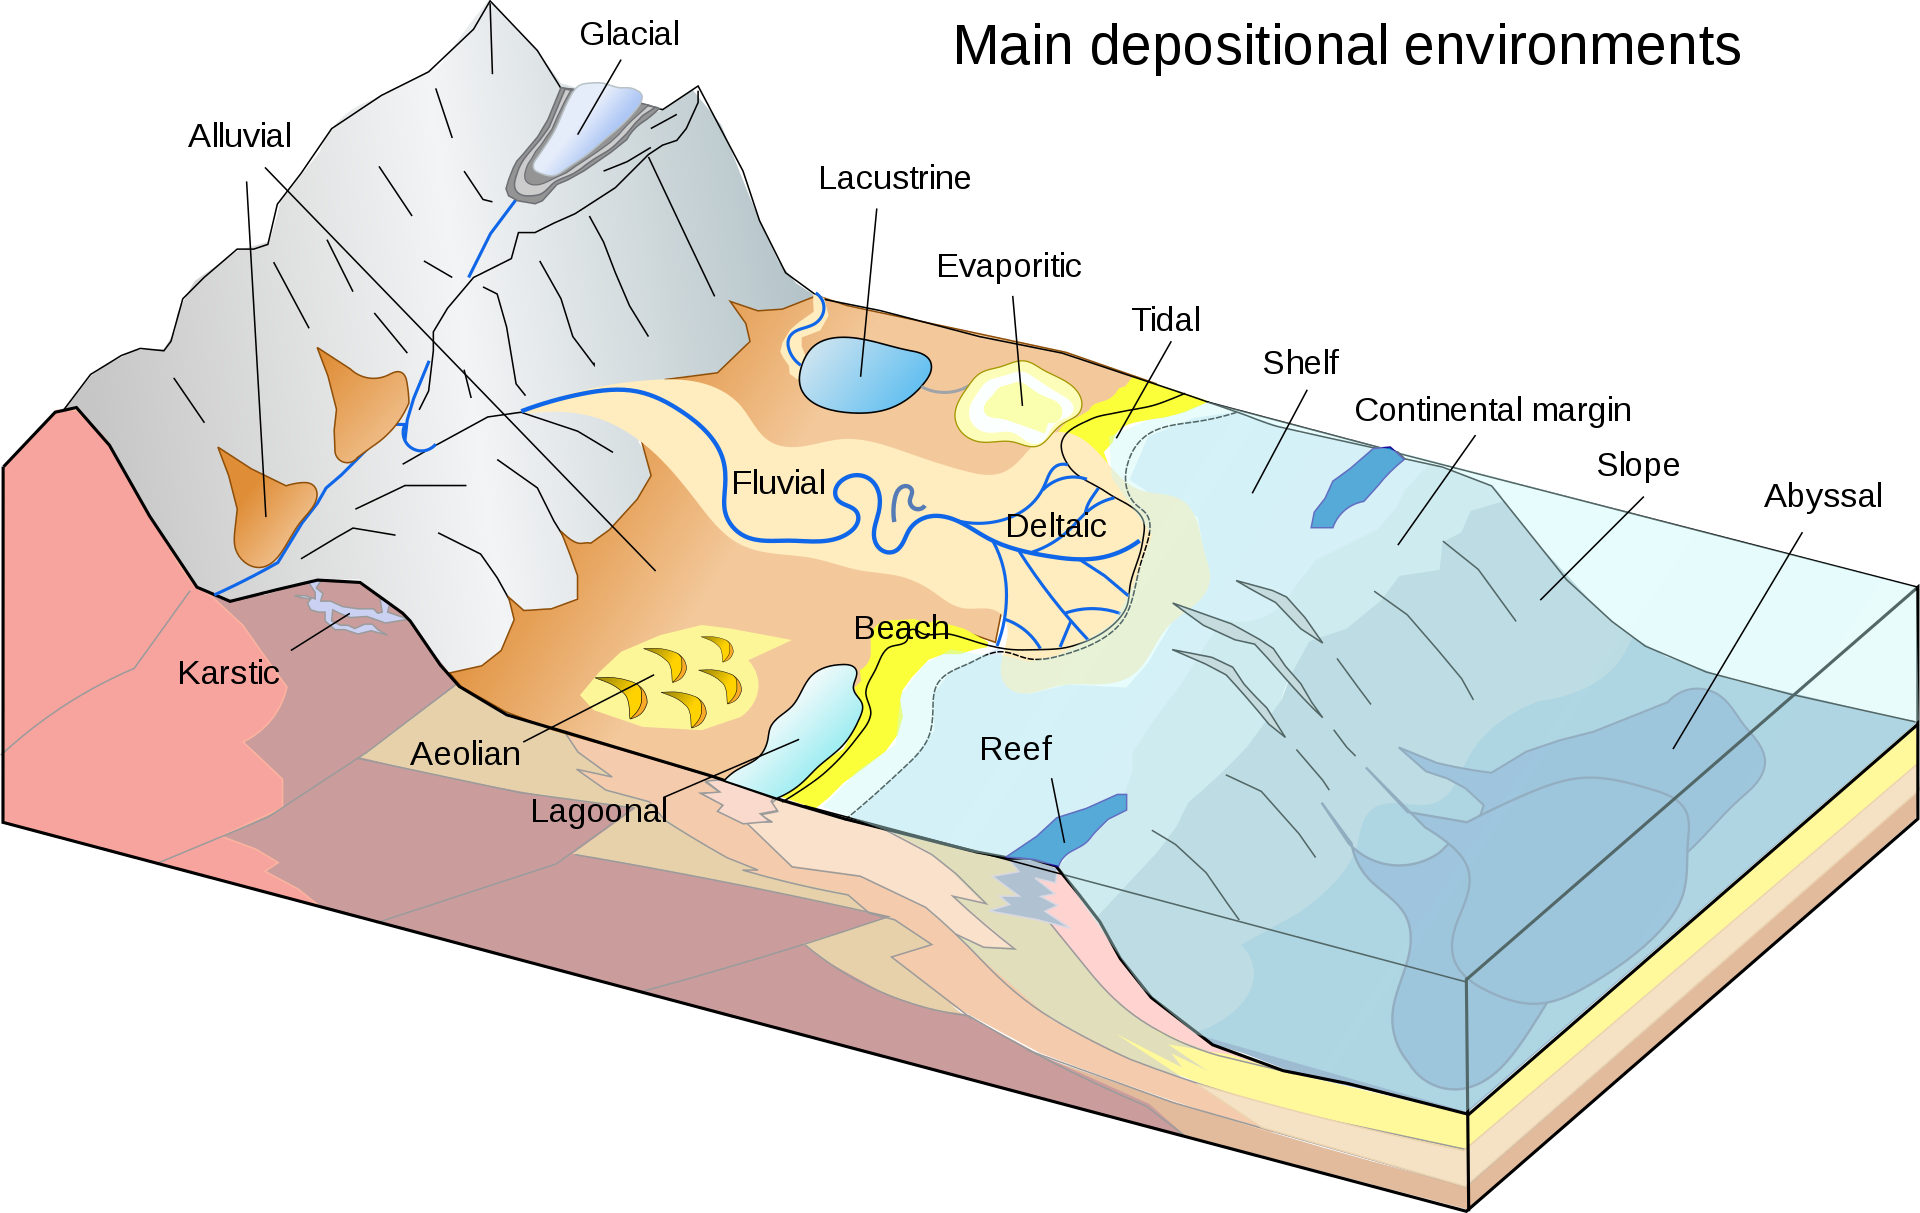 Main depositional environments
Glacial
Alluvial
Lacustrine
Evaporitic
Tidal
Shelf
Continental margin
Slope
Abyssal
Fluvial
Deltaic
Beach
Karstic
Aeolian
Reef
Lagoonal